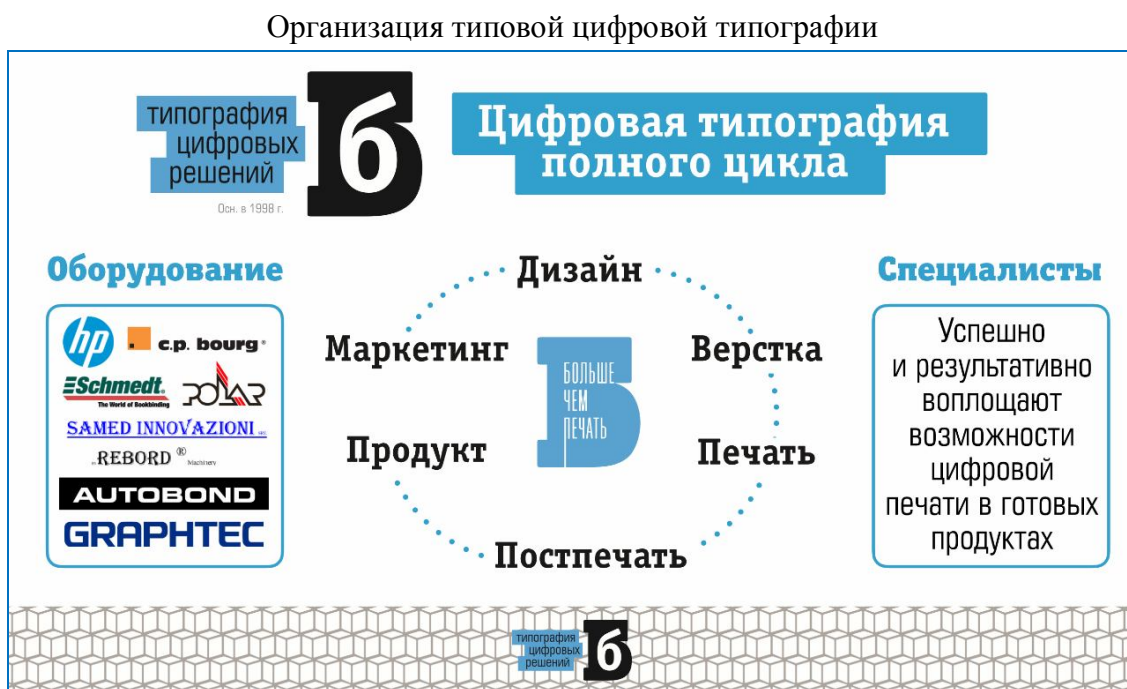 Организация типовой цифровой типографии
типография
цифровых
решений
Осн. в 1998 г.
б
Цифровая типография
полного цикла
Оборудование
hp
c.p. bourg
Schmedt.
The World of Bookbinding
POLAR
SAMED INNOVAZIONI
REBORD ® Machinery
AUTOBOND
GRAPHTEC
Дизайн
Маркетинг
Верстка
БОЛЬШЕ
ЧЕМ
ПЕЧАТЬ
Продукт
Печать
Постпечать
Специалисты
Успешно
и результативно
воплощают
возможности
цифровой
печати в готовых
продуктах
типография
цифровых
решений
б